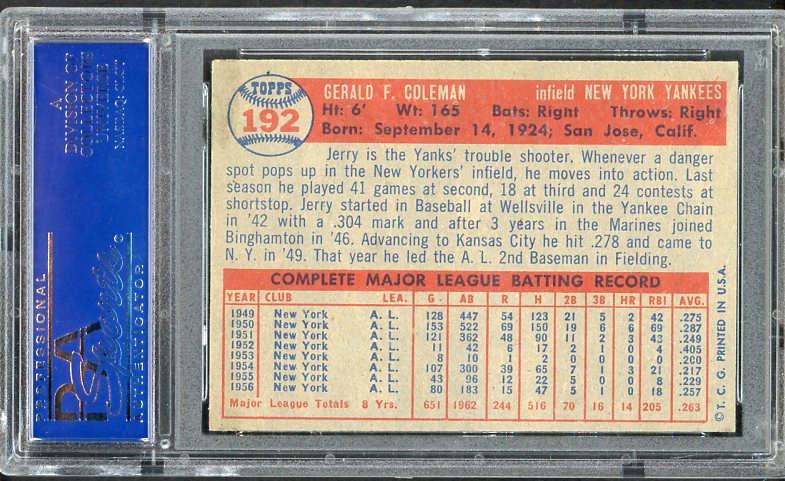 A
DIVISION OF
COLLECTORS
UNIVERSE
NASDAQ: CLCT
PROFESSIONAL
PSA
Sports
AUTHENTICATOR
TOPPS
192
GERALD F. COLEMAN infield NEW YORK YANKEES
Ht: 6' Wt: 165 Bats: Right Throws: Right
Born: September 14, 1924; San Jose, Calif.
Jerry is the Yanks' trouble shooter. Whenever a danger
spot pops up in the New Yorkers' infield, he moves into action. Last
season he played 41 games at second, 18 at third and 24 contests at
shortstop. Jerry started in Baseball at Wellsville in the Yankee Chain
in '42 with a .304 mark and after 3 years in the Marines joined
Binghamton in '46. Advancing to Kansas City he hit .278 and came to
N. Y. in '49. That year he led the A. L. 2nd Baseman in Fielding.
COMPLETE MAJOR LEAGUE BATTING RECORD
YEAR CLUB LEA. G AB R H 2B 3B HR RBI AVG.
1949 New York A. L. 128 447 54 123 21 5 2 42 .275
1950 New York A. L. 153 522 69 150 19 6 6 69 .287
1951 New York A. L. 121 362 48 90 11 2 3 43 .249
1952 New York A. L. 11 42 6 17 2 1 0 4 .405
1953 New York A. L. 8 10 1 2 0 0 0 0 .200
1954 New York A. L. 107 300 39 65 7 1 3 21 .217
1955 New York A. L. 43 96 12 22 5 0 0 8 .229
1956 New York A. L. 80 183 15 47 5 1 0 18 .257
Major League Totals 8 Yrs. 651 1962 244 516 70 16 14 205 .263
© T. C. G. PRINTED IN U.S.A.